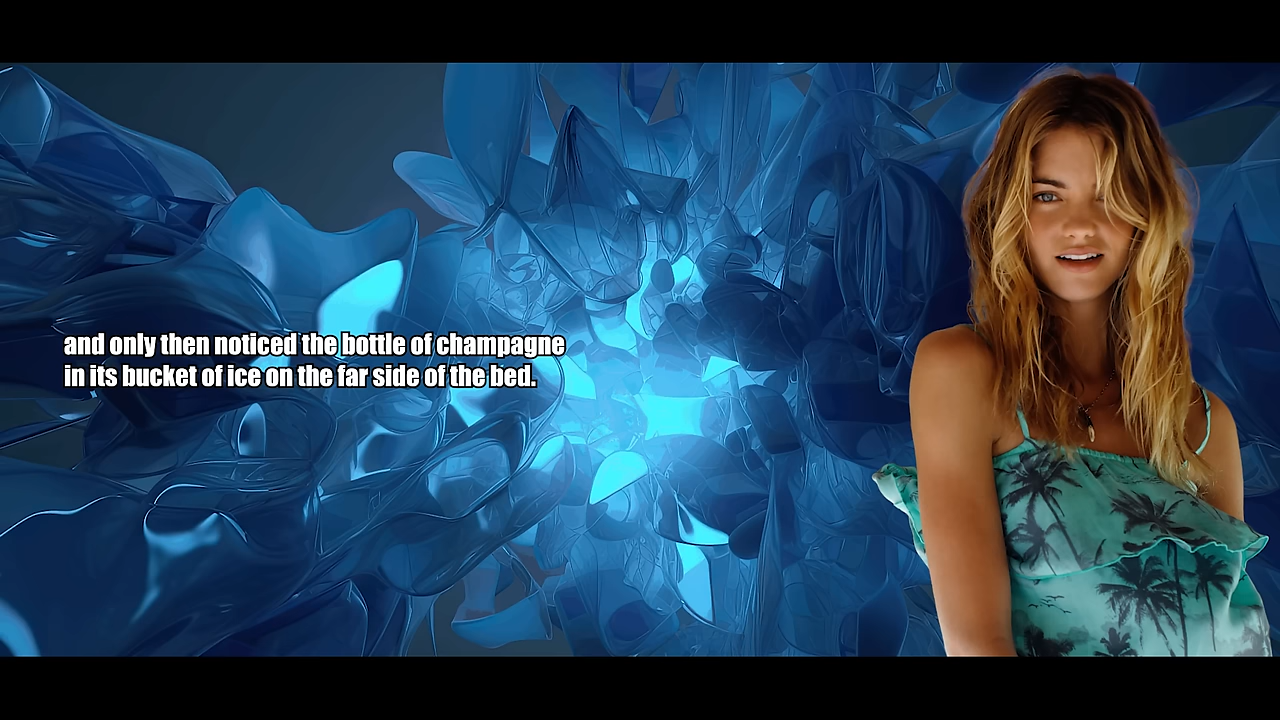 and only then noticed the bottle of champagne
in its bucket of ice on the far side of the bed.